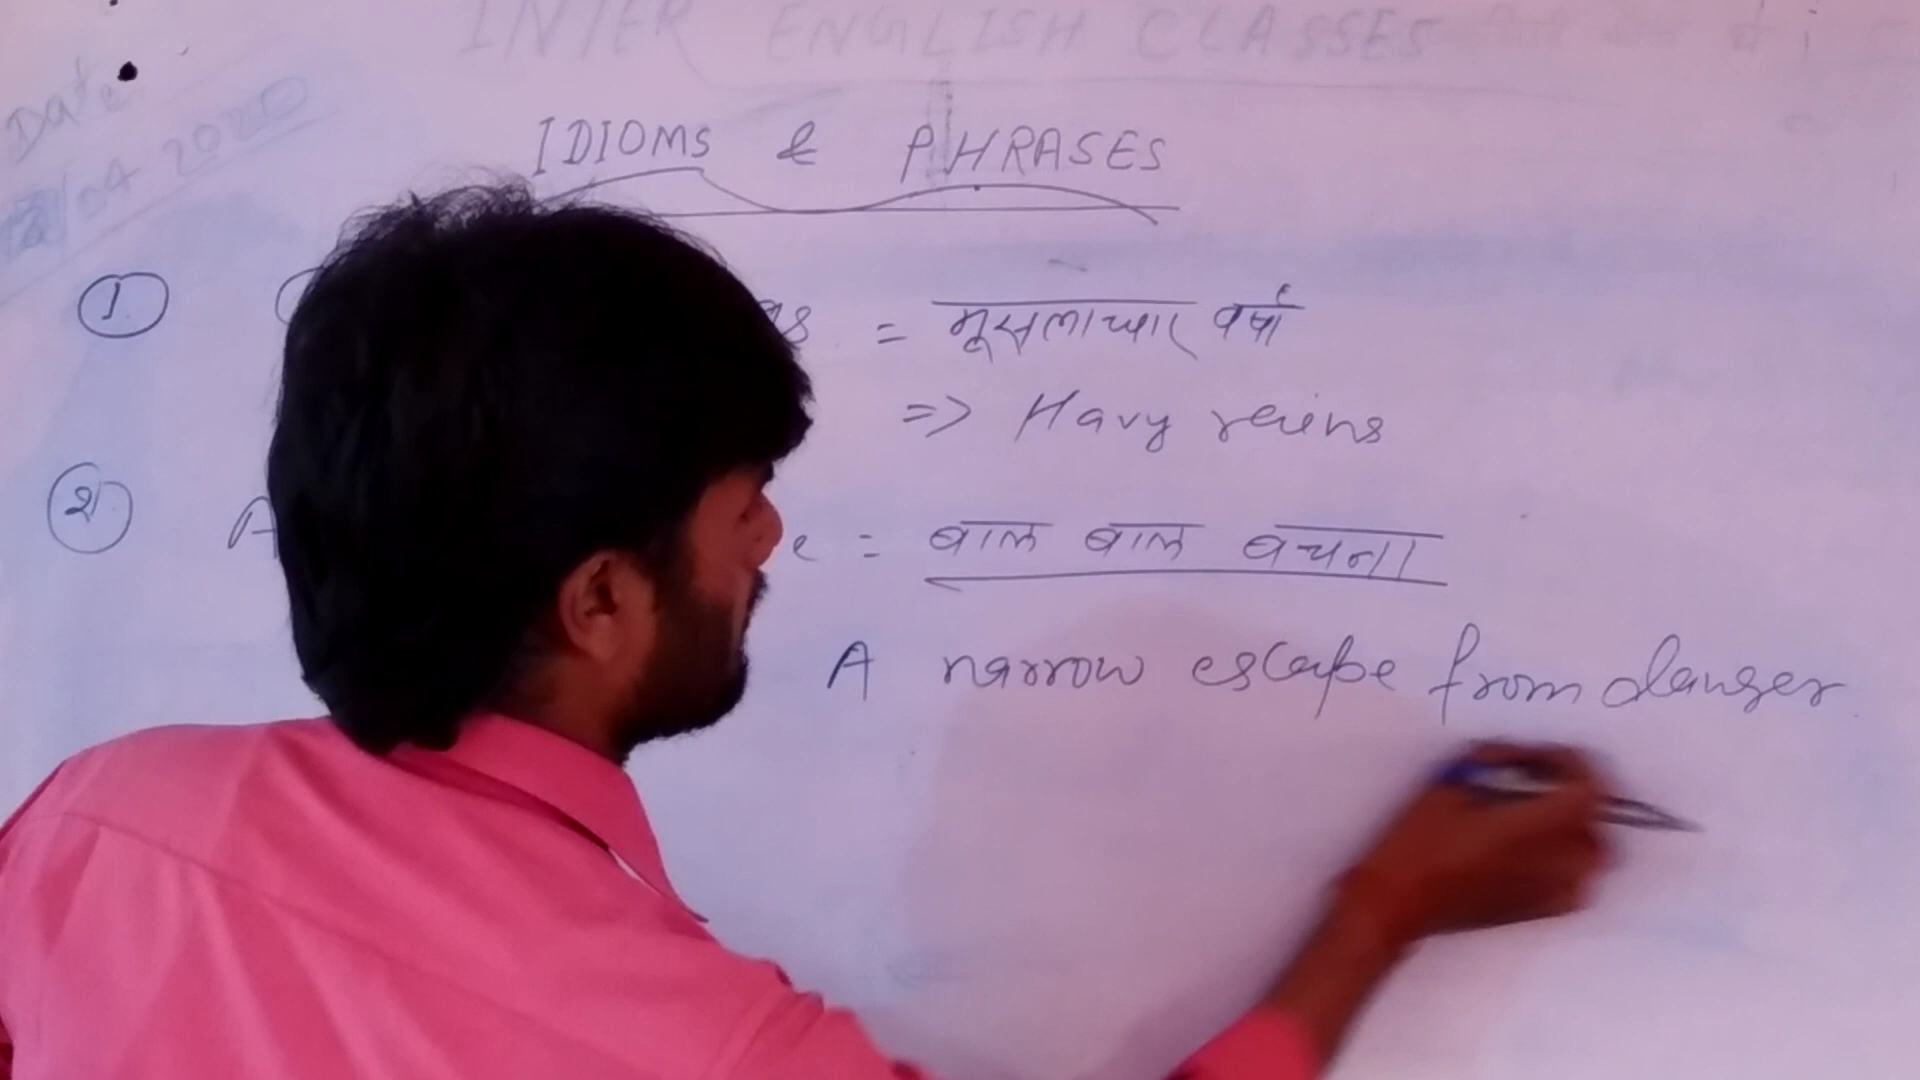 INTER ENGLISH CLASSES
Date
04 2020
IDIOMS & PHRASES
1. = मूसलाधार वर्षा
=> Havy reins
2 A e = बाल बाल बचना
A narrow escape from danger